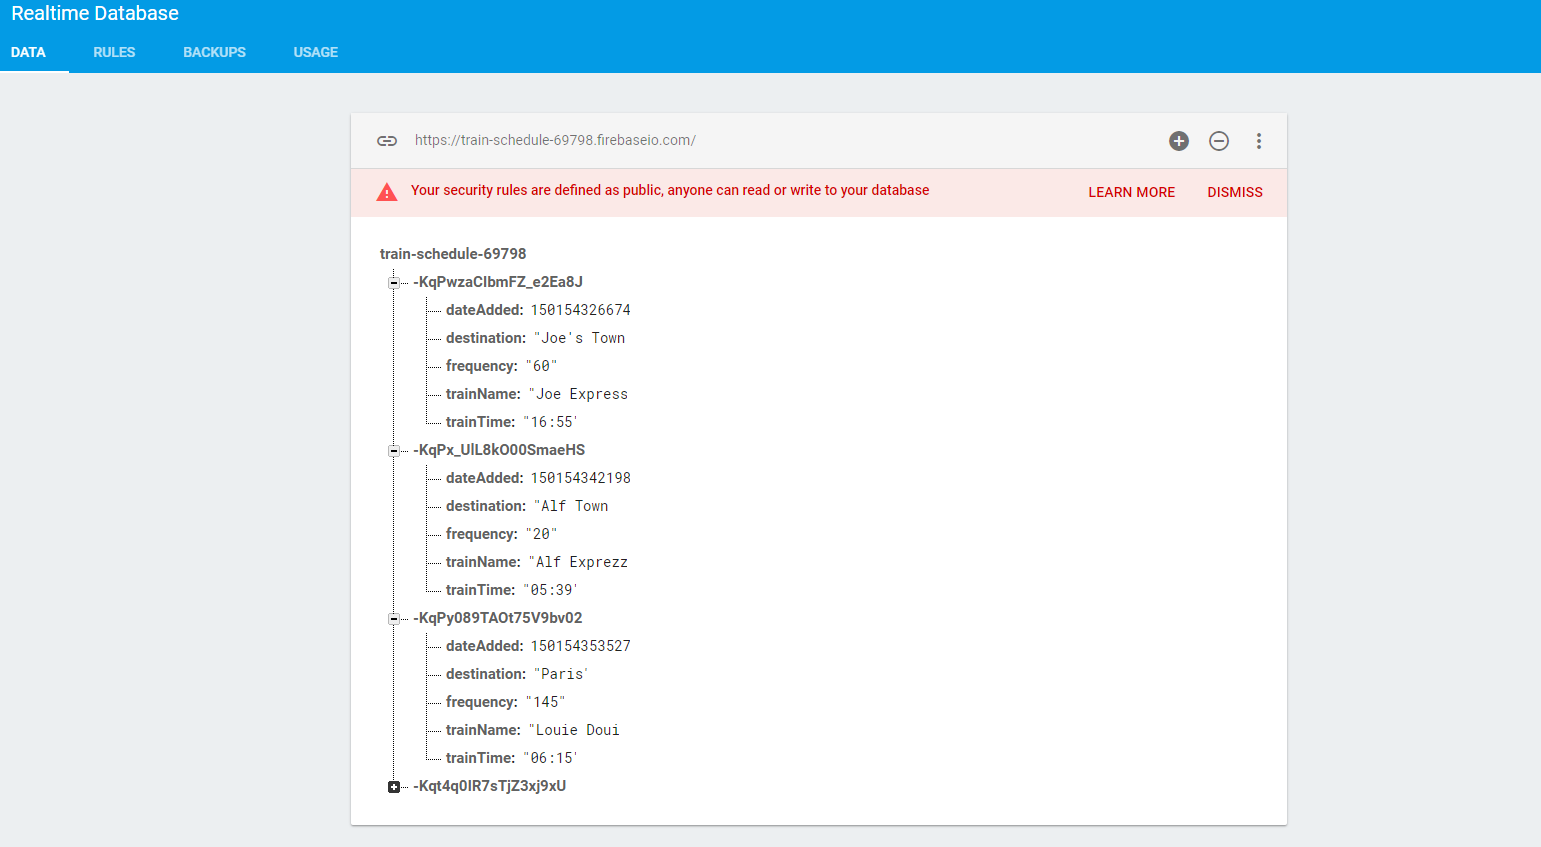 Realtime Database
DATA RULES BACKUPS USAGE
https://train-schedule-69798.firebaseio.com/
Your security rules are defined as public, anyone can read or write to your database LEARN MORE DISMISS
train-schedule-69798
-KqPwzaClbmFZ_e2Ea8J
dateAdded: 150154326674
destination: "Joe's Town
frequency: "60"
trainName: "Joe Express
trainTime: "16:55'
-KqPx_UlL8kO00SmaeHS
dateAdded: 150154342198
destination: "Alf Town
frequency: "20"
trainName: "Alf Exprezz
trainTime: "05:39'
-KqPy089TAOt75V9bv02
dateAdded: 150154353527
destination: "Paris'
frequency: "145"
trainName: "Louie Doui
trainTime: "06:15'
-Kqt4q0IR7sTjZ3xj9xU